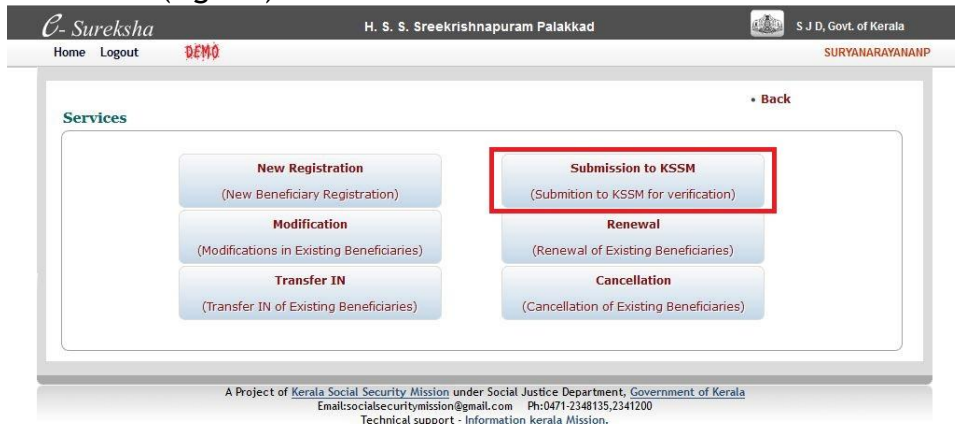 e- Sureksha H. S. S. Sreekrishnapuram Palakkad S J D, Govt. of Kerala
Home Logout DEMO SURYANARAYANANP
• Back
Services
New Registration
(New Beneficiary Registration)
Submission to KSSM
(Submition to KSSM for verification)
Modification
(Modifications in Existing Beneficiaries)
Renewal
(Renewal of Existing Beneficiaries)
Transfer IN
(Transfer IN of Existing Beneficiaries)
Cancellation
(Cancellation of Existing Beneficiaries)
A Project of Kerala Social Security Mission under Social Justice Department, Government of Kerala
Email:socialsecuritymission@gmail.com Ph:0471-2348135,2341200
Technical support - Information kerala Mission.